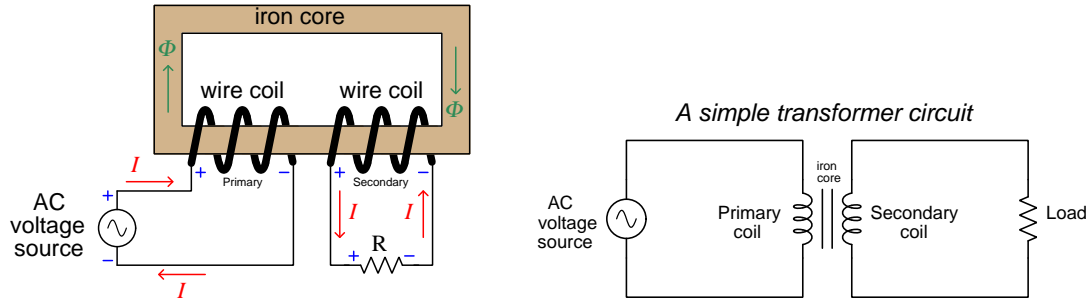 iron core
Φ
Φ
wire coil
wire coil
I
+
Primary
−
+
Secondary
−
+
AC
voltage
source
−
I
I
I
R
+
−
A simple transformer circuit
iron
core
AC
voltage
source
Primary
coil
Secondary
coil
Load